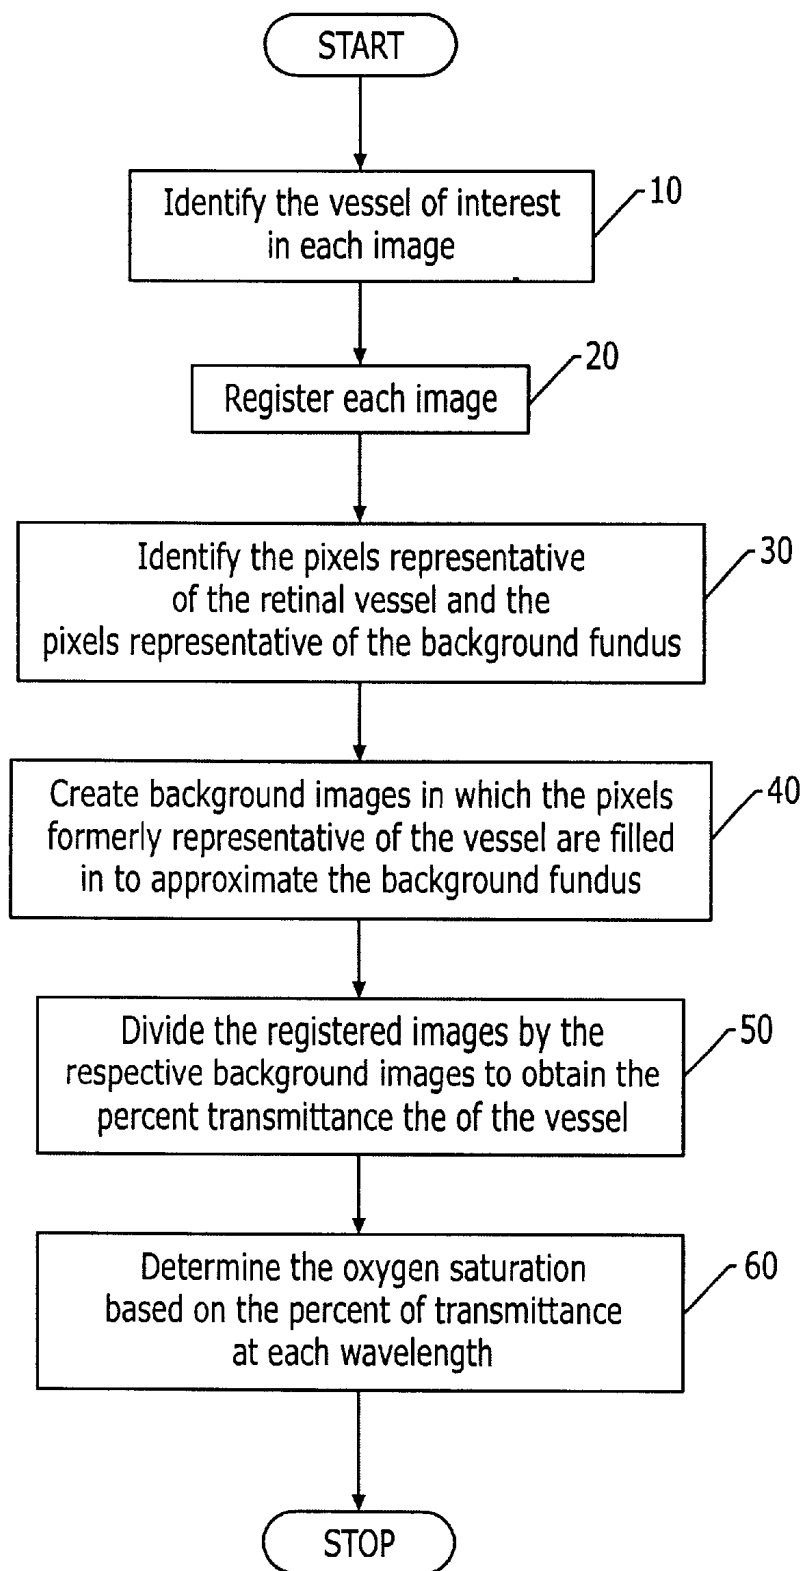 START
Identify the vessel of interest
in each image
10
Register each image
20
Identify the pixels representative
of the retinal vessel and the
pixels representative of the background fundus
30
Create background images in which the pixels
formerly representative of the vessel are filled
in to approximate the background fundus
40
Divide the registered images by the
respective background images to obtain the
percent transmittance the of the vessel
50
Determine the oxygen saturation
based on the percent of transmittance
at each wavelength
60
STOP